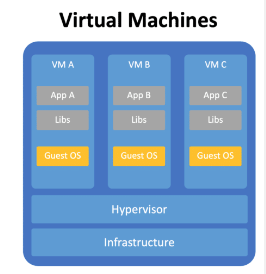 Virtual Machines
VM A
VM B
VM C
App A
App B
App C
Libs
Libs
Libs
Guest OS
Guest OS
Guest OS
Hypervisor
Infrastructure